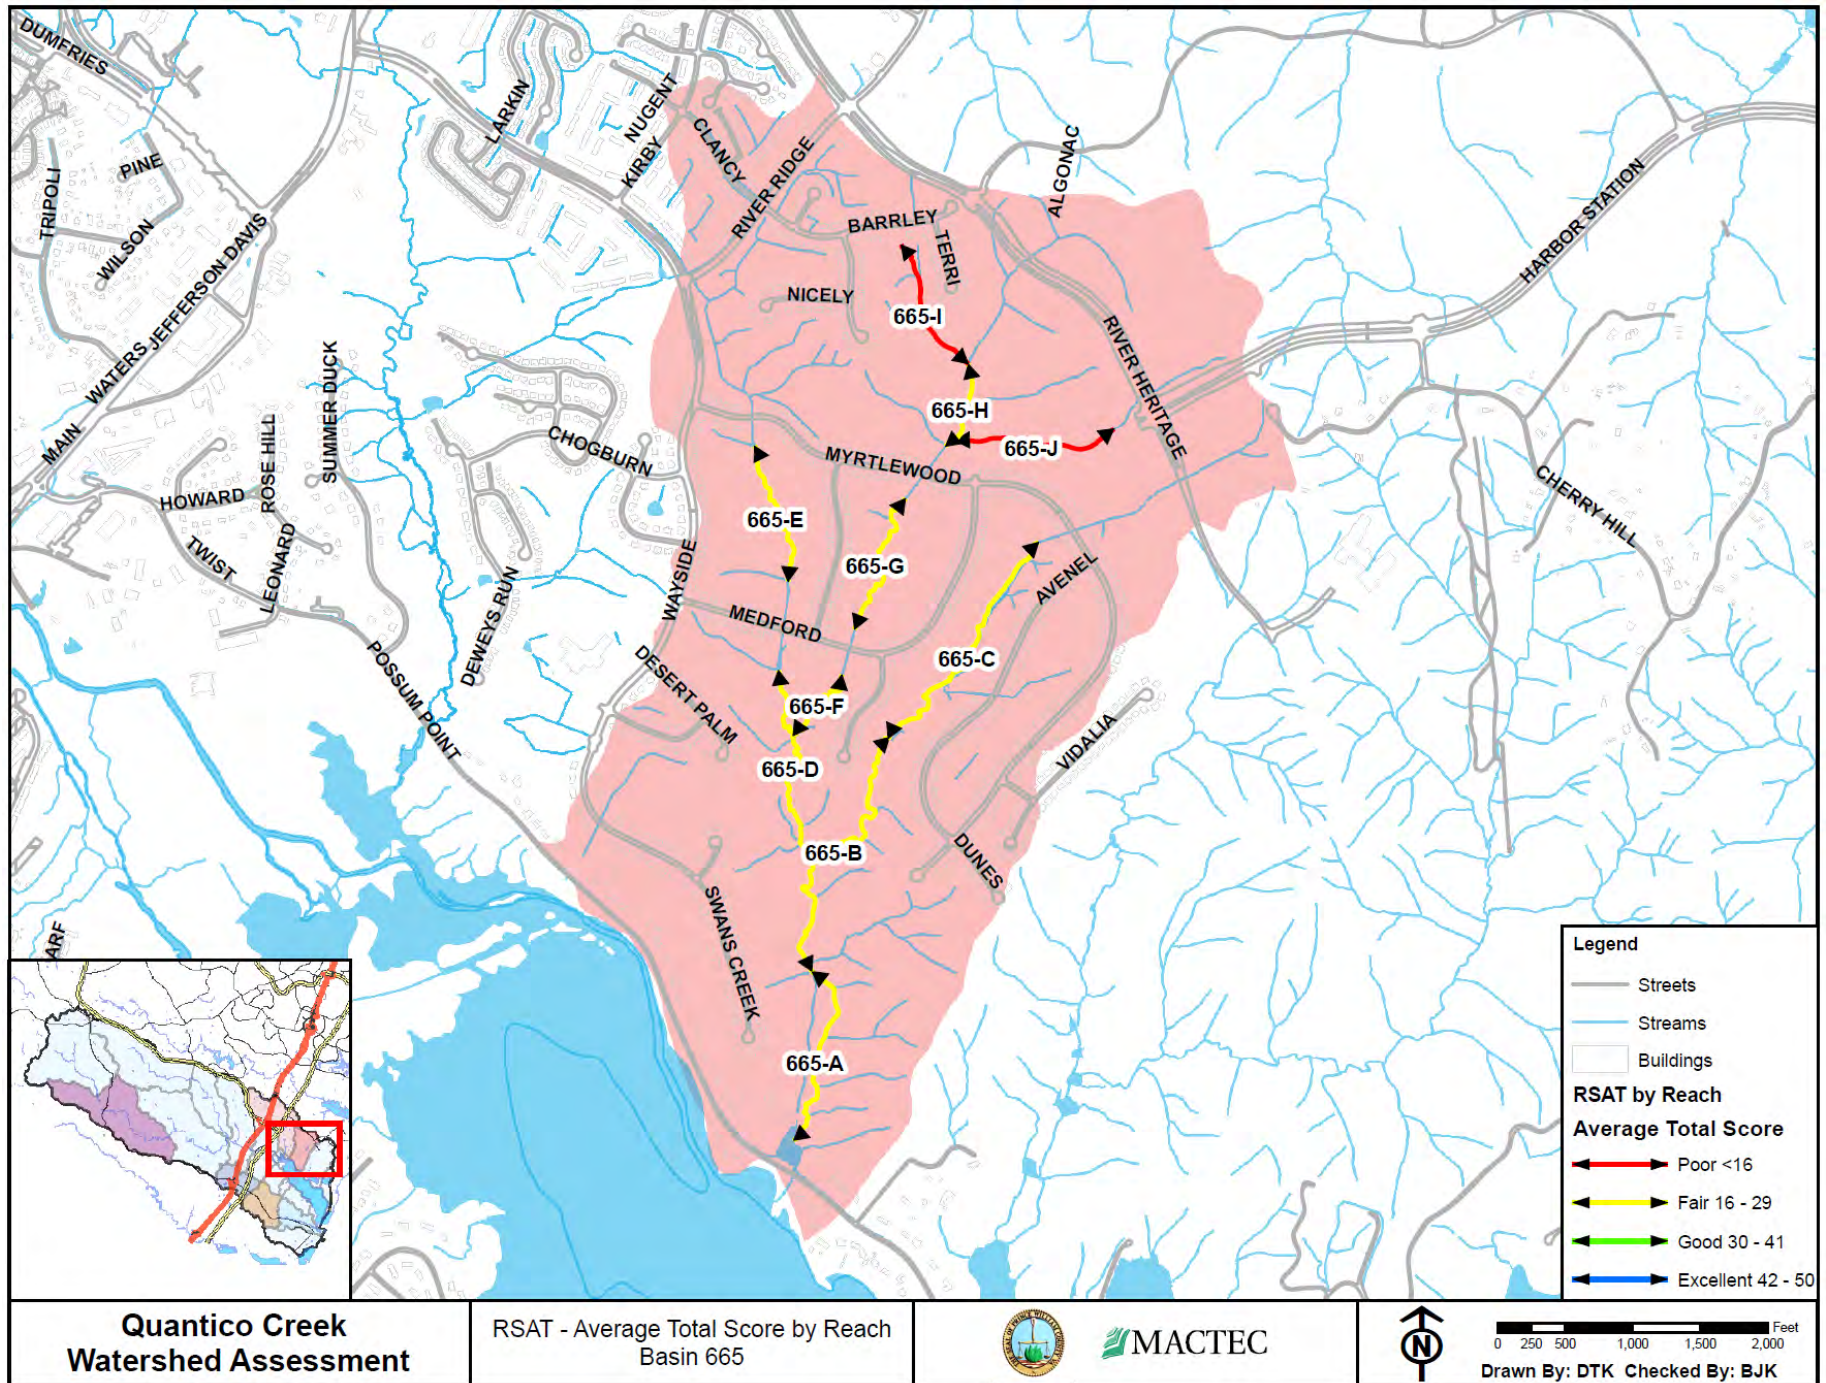 DUMFRIES
LARKIN
NUGENT
KIRBY
CLANCY
RIVER RIDGE
ALGONAC
HARBOR STATION
PINE
TRIPOLI
WILSON
JEFFERSON DAVIS
BARRLEY
TERRI
NICELY
665-I
RIVER HERITAGE
WATERS
MAIN
SUMMER DUCK
665-H
665-J
ROSE HILL
HOWARD
CHOGBURN
MYRTLEWOOD
CHERRY HILL
TWIST
LEONARD
665-E
665-G
AVENEL
WAYSIDE
DEWEYS RUN
MEDFORD
665-C
POSSUM POINT
DESERT PALM
665-F
VIDALIA
665-D
665-B
DUNES
SWANS CREEK
ARF
665-A
Legend
Streets
Streams
Buildings
RSAT by Reach
Average Total Score
Poor <16
Fair 16 - 29
Good 30 - 41
Excellent 42 - 50
Quantico Creek
Watershed Assessment
RSAT - Average Total Score by Reach
Basin 665
MACTEC
N
Feet
0 250 500 1,000 1,500 2,000
Drawn By: DTK Checked By: BJK